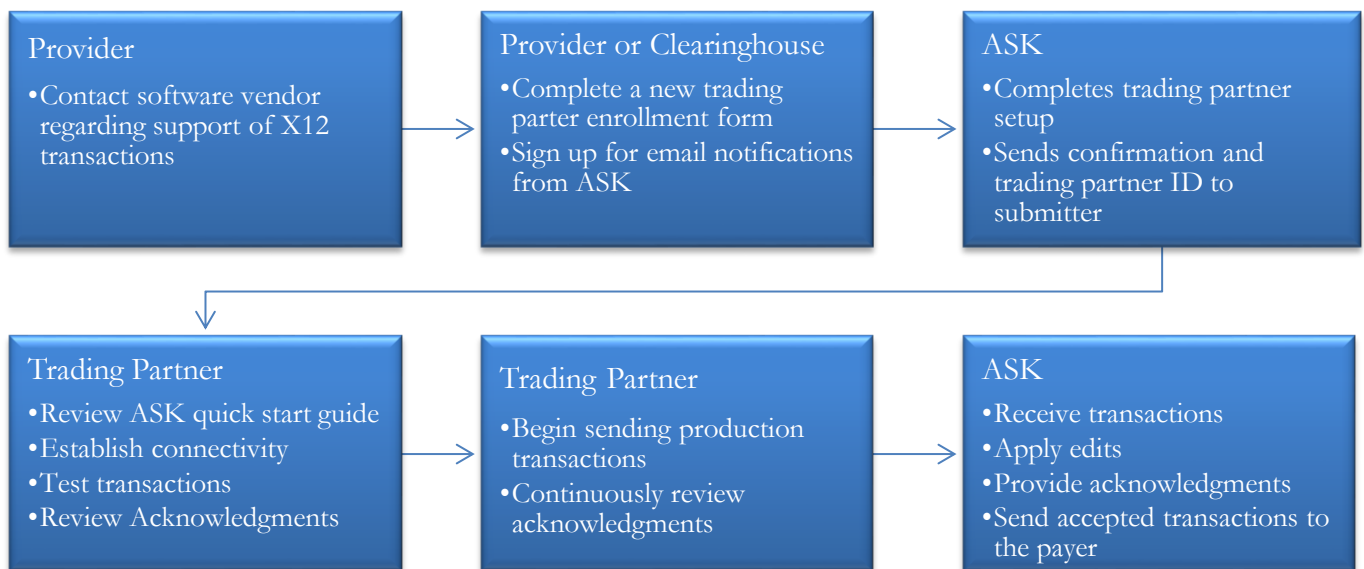 Provider
•Contact software vendor
regarding support of X12
transactions
Provider or Clearinghouse
•Complete a new trading
parter enrollment form
•Sign up for email notifications
from ASK
ASK
•Completes trading partner
setup
•Sends confirmation and
trading partner ID to
submitter
Trading Partner
•Review ASK quick start guide
•Establish connectivity
•Test transactions
•Review Acknowledgments
Trading Partner
•Begin sending production
transactions
•Continuously review
acknowledgments
ASK
•Receive transactions
•Apply edits
•Provide acknowledgments
•Send accepted transactions to
the payer